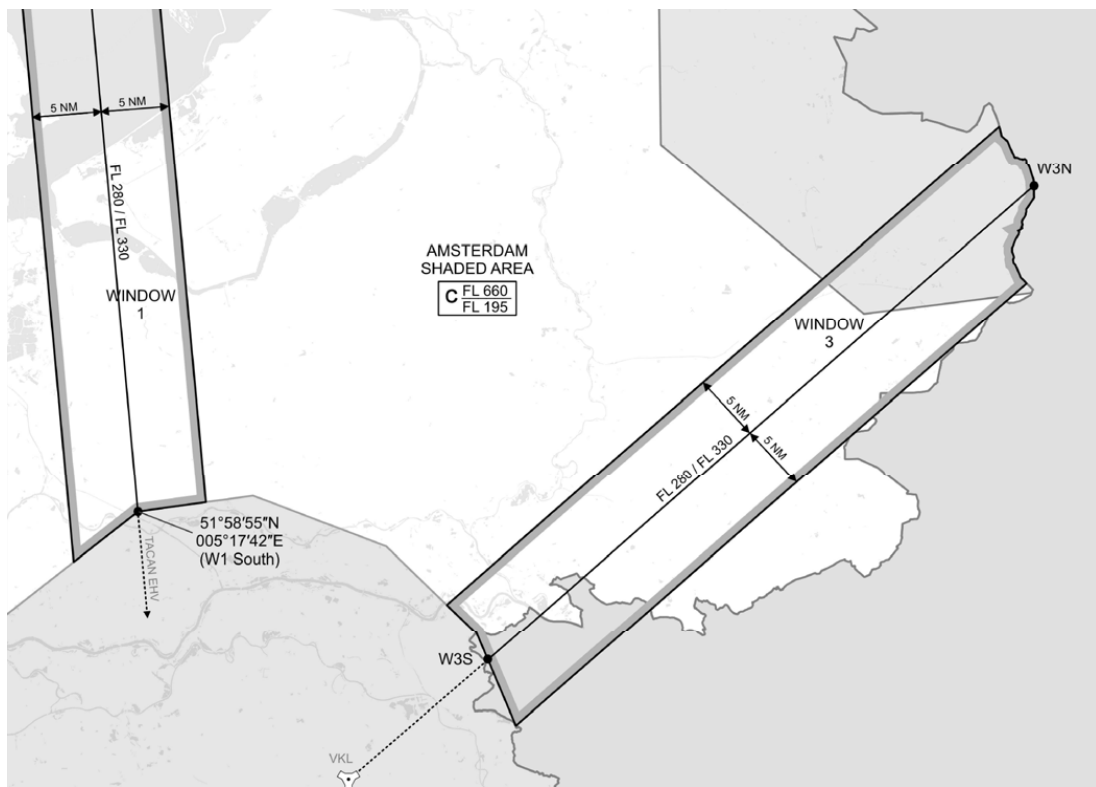 5 NM
5 NM
FL 280 / FL 330
WINDOW
1
AMSTERDAM
SHADED AREA
C FL 660
FL 195
W3N
WINDOW
3
5 NM
5 NM
FL 280 / FL 330
51°58′55″N
005°17′42″E
(W1 South)
TACAN EHV
W3S
VKL